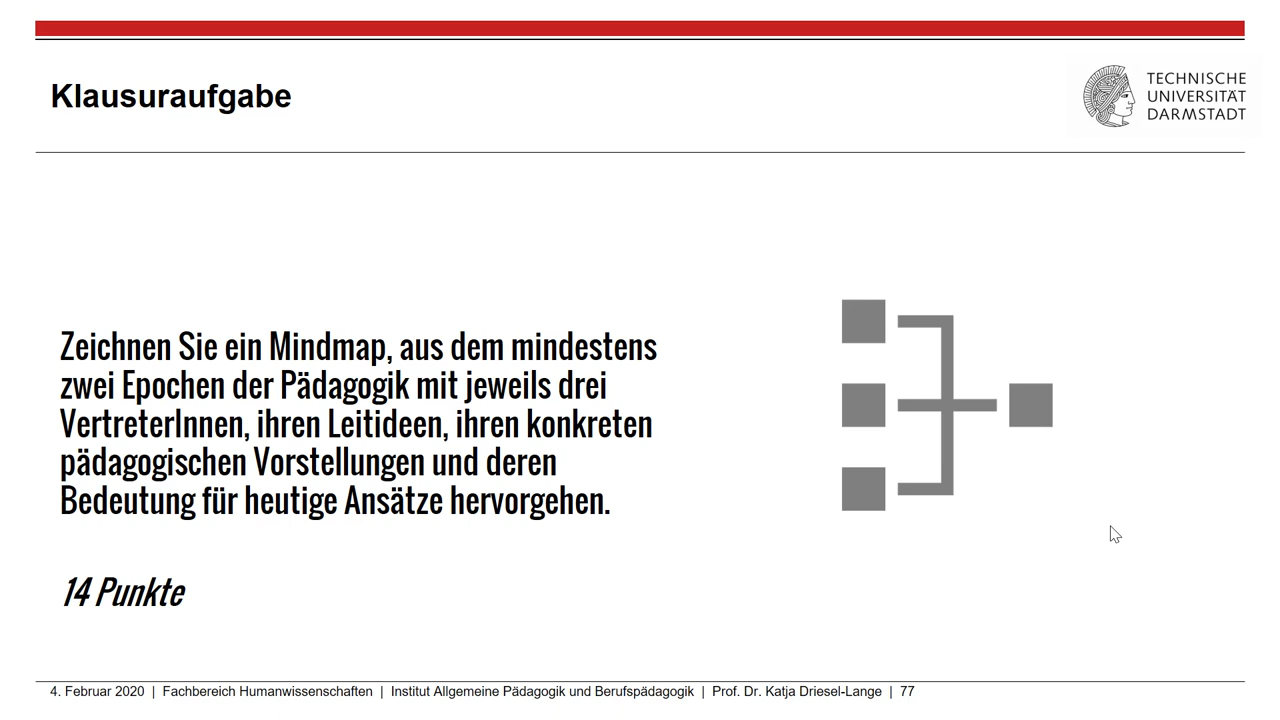 Klausuraufgabe
TECHNISCHE
UNIVERSITÄT
DARMSTADT
Zeichnen Sie ein Mindmap, aus dem mindestens
zwei Epochen der Pädagogik mit jeweils drei
VertreterInnen, ihren Leitideen, ihren konkreten
pädagogischen Vorstellungen und deren
Bedeutung für heutige Ansätze hervorgehen.
14 Punkte
4. Februar 2020 | Fachbereich Humanwissenschaften | Institut Allgemeine Pädagogik und Berufspädagogik | Prof. Dr. Katja Driesel-Lange | 77